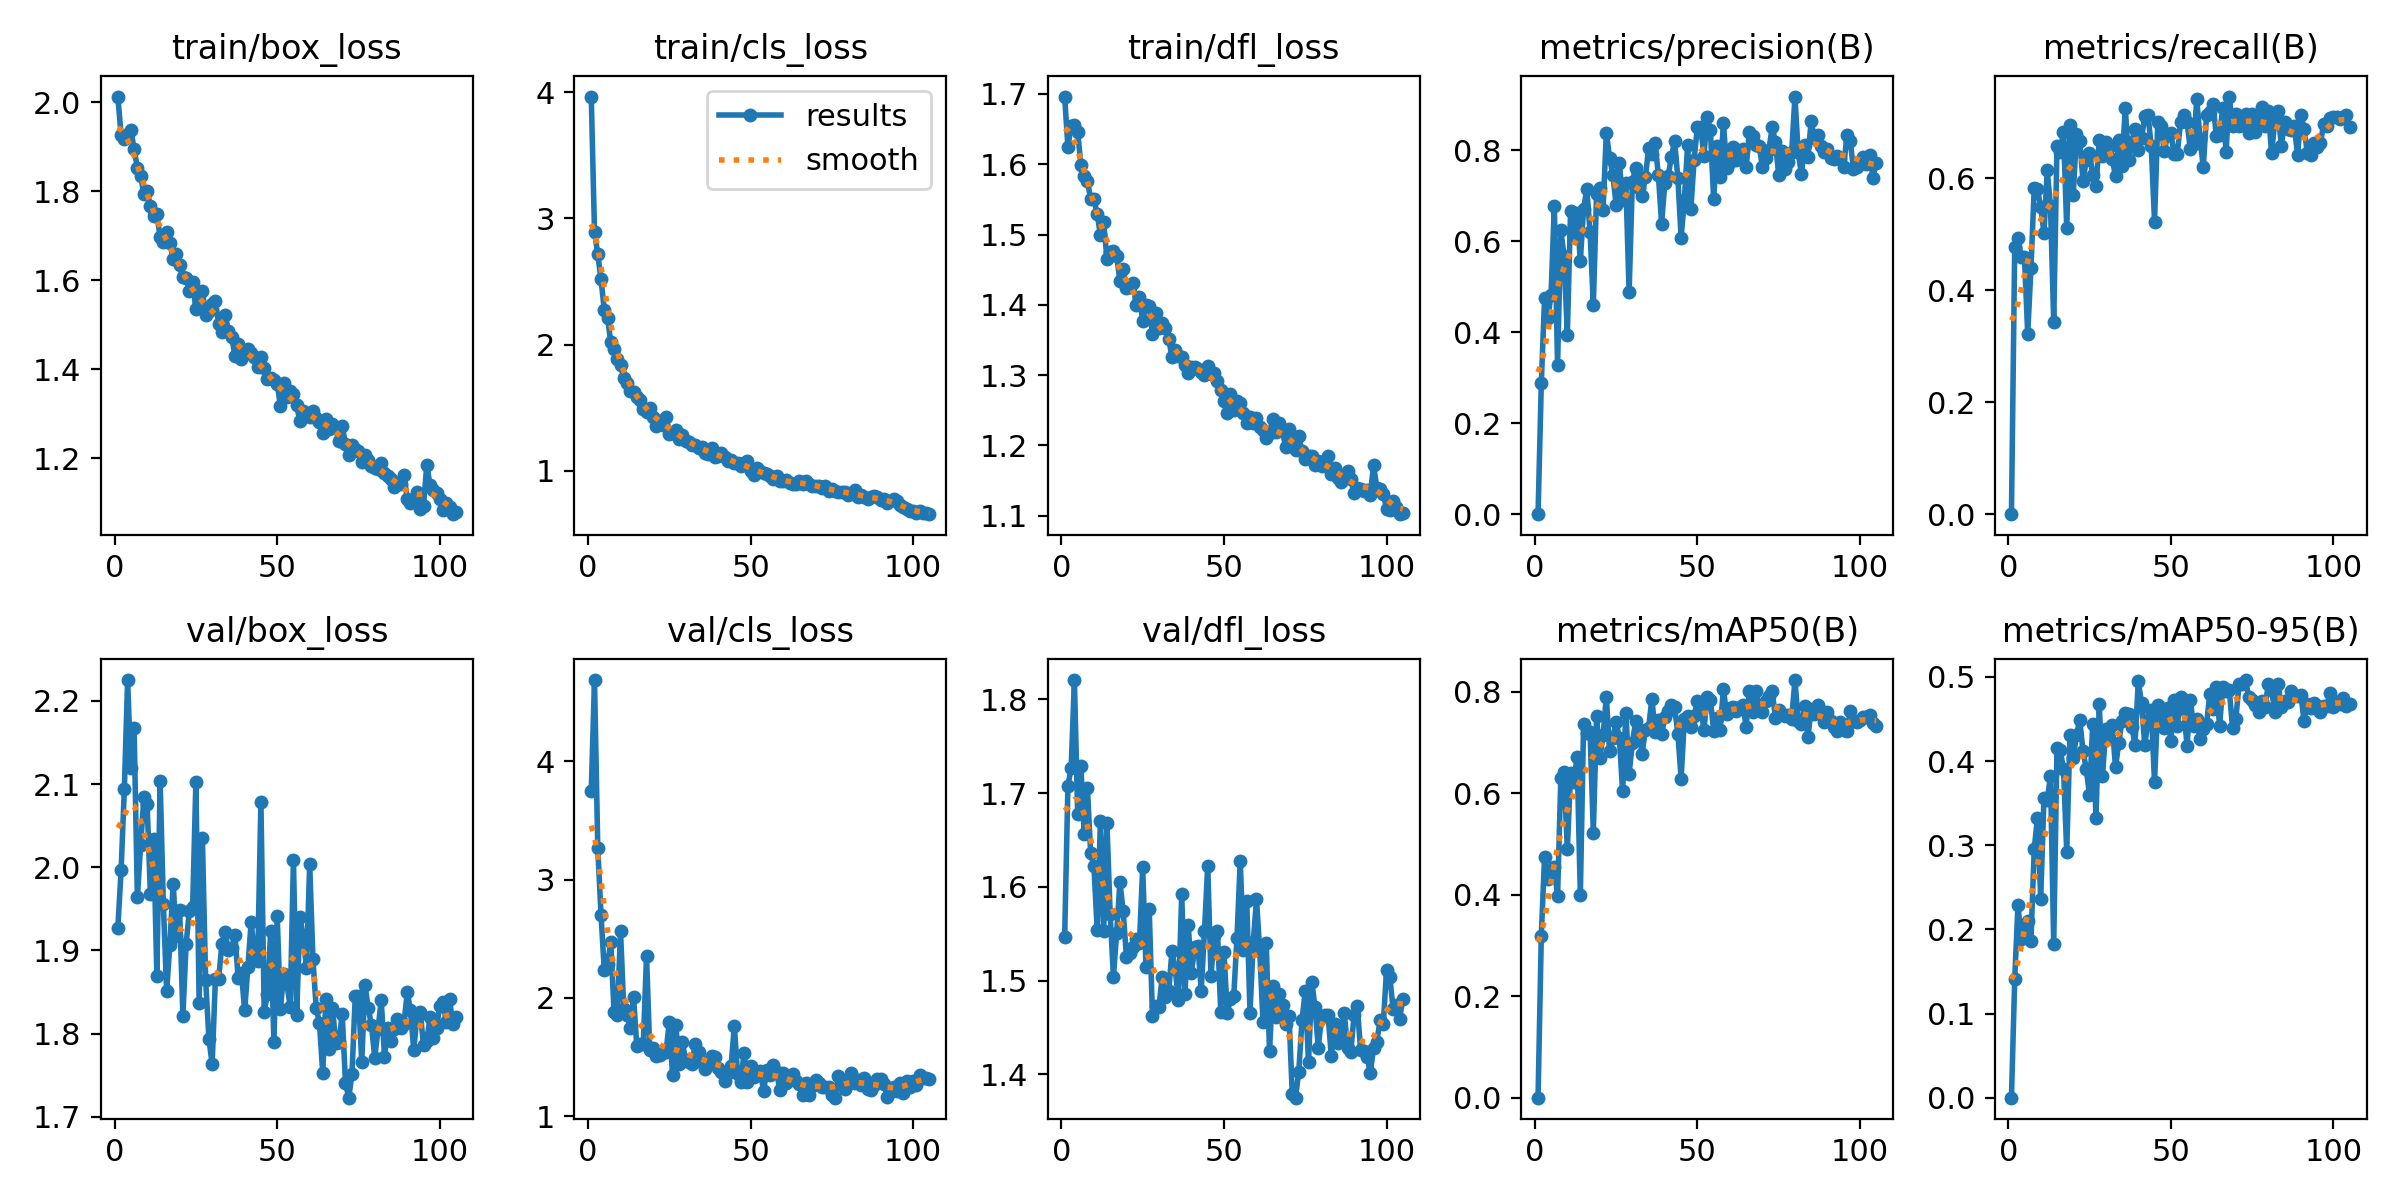 train/box_loss
2.0
1.8
1.6
1.4
1.2
0 50 100
train/cls_loss
results
smooth
4
3
2
1
0 50 100
train/dfl_loss
1.7
1.6
1.5
1.4
1.3
1.2
1.1
0 50 100
metrics/precision(B)
0.8
0.6
0.4
0.2
0.0
0 50 100
metrics/recall(B)
0.6
0.4
0.2
0.0
0 50 100
val/box_loss
2.2
2.1
2.0
1.9
1.8
1.7
0 50 100
val/cls_loss
4
3
2
1
0 50 100
val/dfl_loss
1.8
1.7
1.6
1.5
1.4
0 50 100
metrics/mAP50(B)
0.8
0.6
0.4
0.2
0.0
0 50 100
metrics/mAP50-95(B)
0.5
0.4
0.3
0.2
0.1
0.0
0 50 100